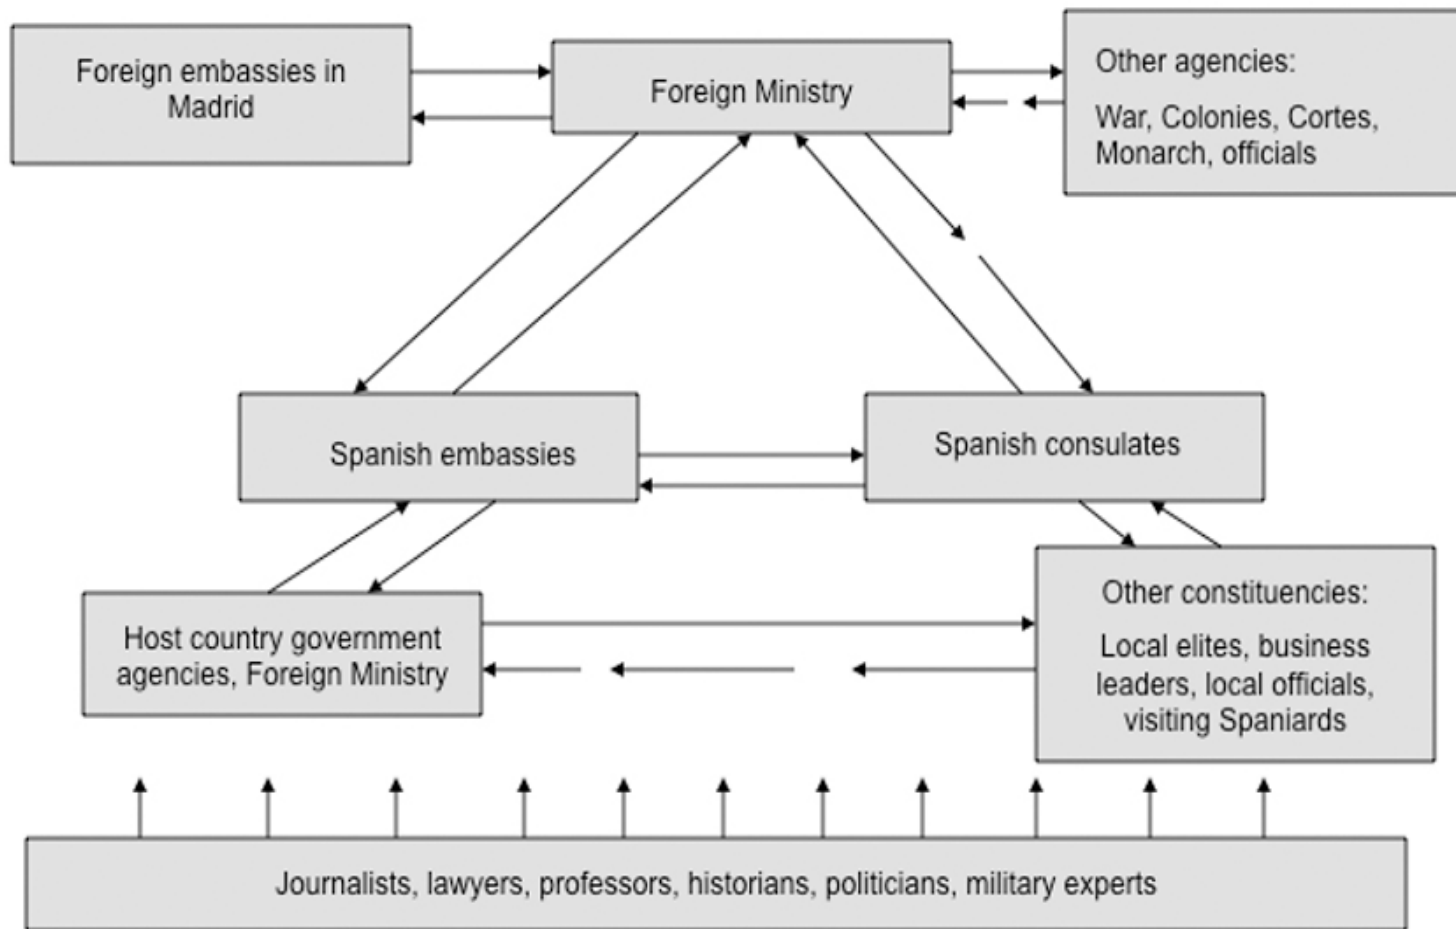 Foreign embassies in
Madrid
Foreign Ministry
Other agencies:
War, Colonies, Cortes,
Monarch, officials
Spanish embassies
Spanish consulates
Host country government
agencies, Foreign Ministry
Other constituencies:
Local elites, business
leaders, local officials,
visiting Spaniards
Journalists, lawyers, professors, historians, politicians, military experts